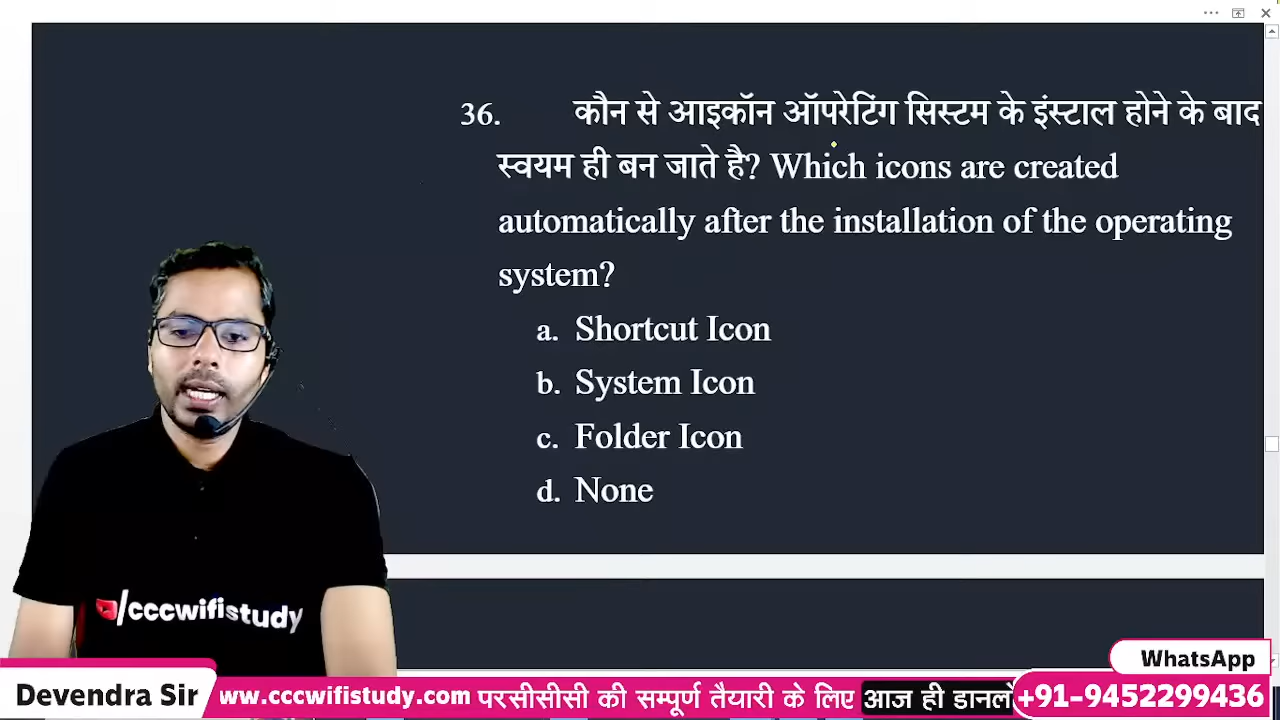 36. कौन से आइकॉन ऑपरेटिंग सिस्टम के इंस्टाल होने के बाद
स्वयम ही बन जाते है? Which icons are created
automatically after the installation of the operating
system?
a. Shortcut Icon
b. System Icon
c. Folder Icon
d. None
/cccwifistudy
WhatsApp
Devendra Sir www.cccwifistudy.com परसीसीसी की सम्पूर्ण तैयारी के लिए आज ही डानलो +91-9452299436